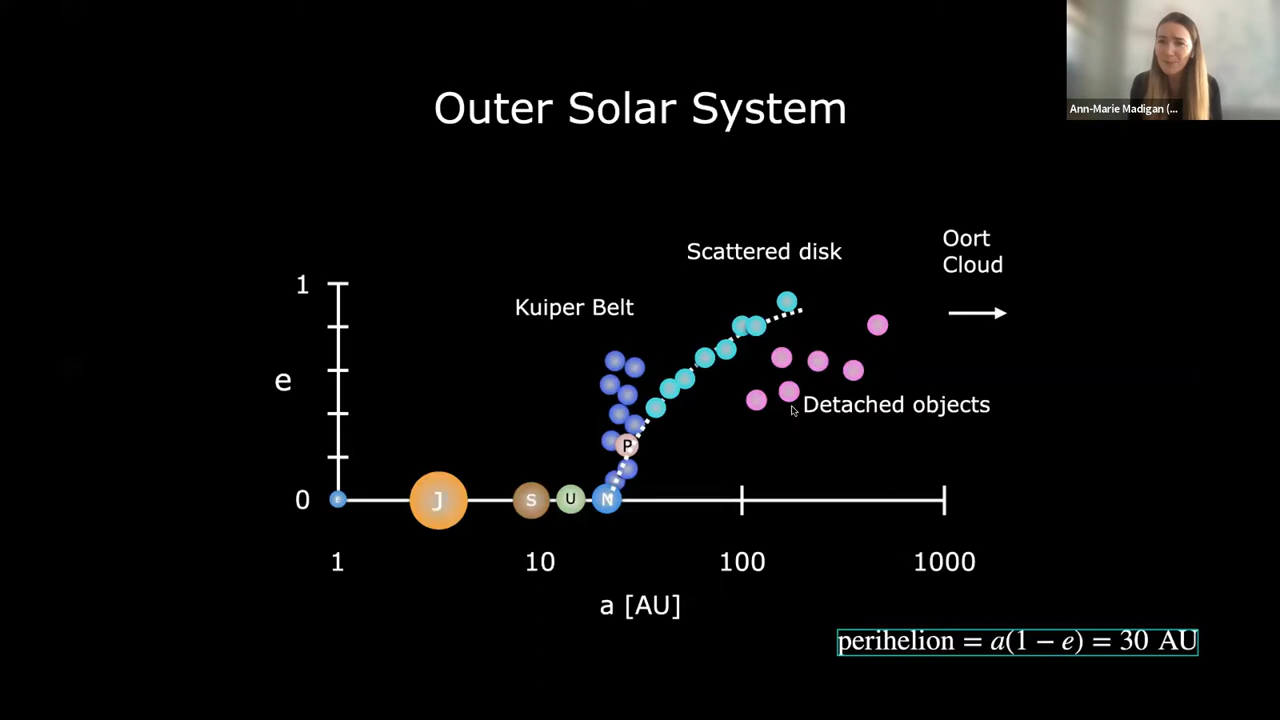 Ann-Marie Madigan (...
Outer Solar System
Oort
Cloud
Scattered disk
Kuiper Belt
1
e
Detached objects
P
0
E
J
S
U
N
1
10
100
1000
a [AU]
perihelion = a(1 − e) = 30 AU